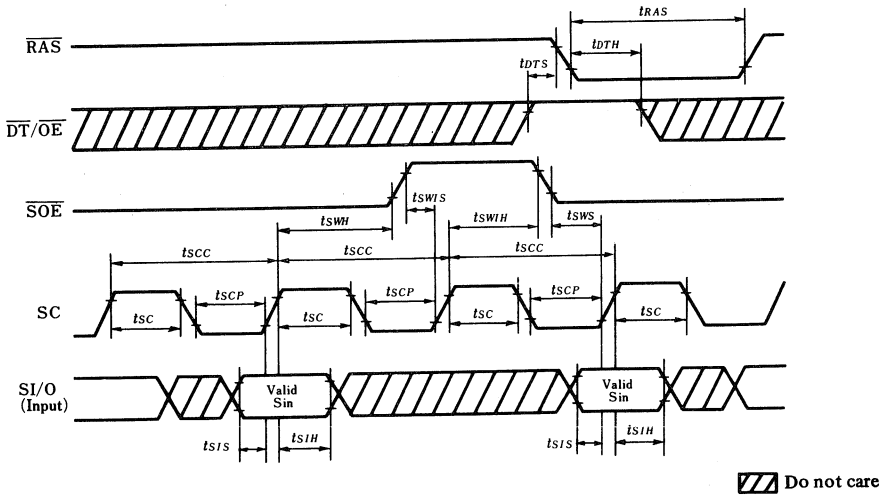 tRAS
RAS
tDTH
tDTS
DT/OE
SOE
tSWIS
tSWH
tSWIH
tSWS
tSCC
tSCC
tSCC
tSCP
tSCP
tSCP
SC
tSC
tSC
tSC
tSC
SI/O
(Input)
Valid
Sin
Valid
Sin
tSIS
tSIH
tSIS
tSIH
Do not care